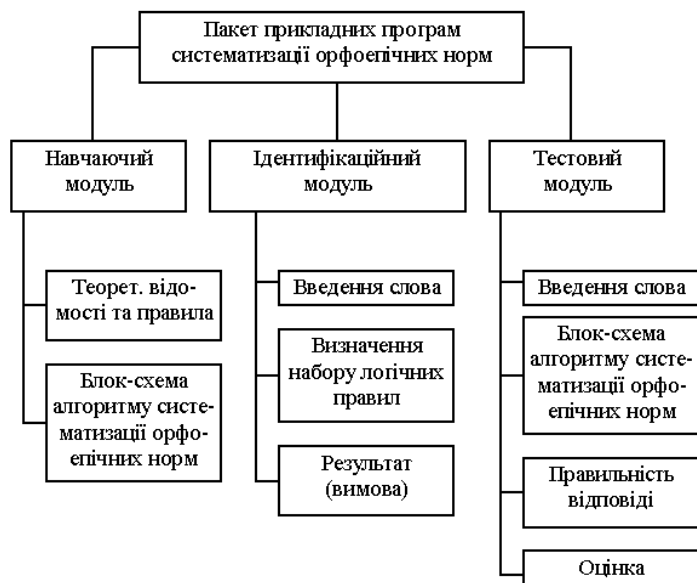 Пакет прикладних програм
систематизації орфоепічних норм
Навчаючий
модуль
Ідентифікаційний
модуль
Тестовий
модуль
Теорет. відо-
мості та правила
Блок-схема
алгоритму систе-
матизації орфо-
епічних норм
Введення слова
Визначення
набору логічних
правил
Результат
(вимова)
Введення слова
Блок-схема
алгоритму систе-
матизації орфо-
епічних норм
Правильність
відповіді
Оцінка